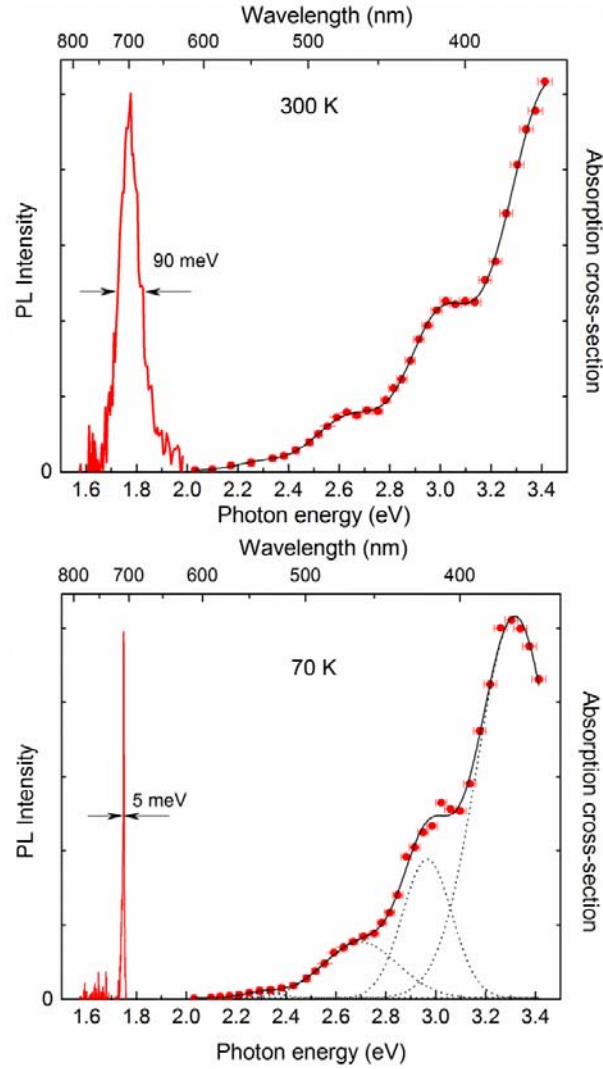 Wavelength (nm)
800 700 600 500 400
300 K
PL Intensity
90 meV
Absorption cross-section
0
1.6 1.8 2.0 2.2 2.4 2.6 2.8 3.0 3.2 3.4
Photon energy (eV)
Wavelength (nm)
800 700 600 500 400
70 K
PL Intensity
5 meV
Absorption cross-section
0
1.6 1.8 2.0 2.2 2.4 2.6 2.8 3.0 3.2 3.4
Photon energy (eV)